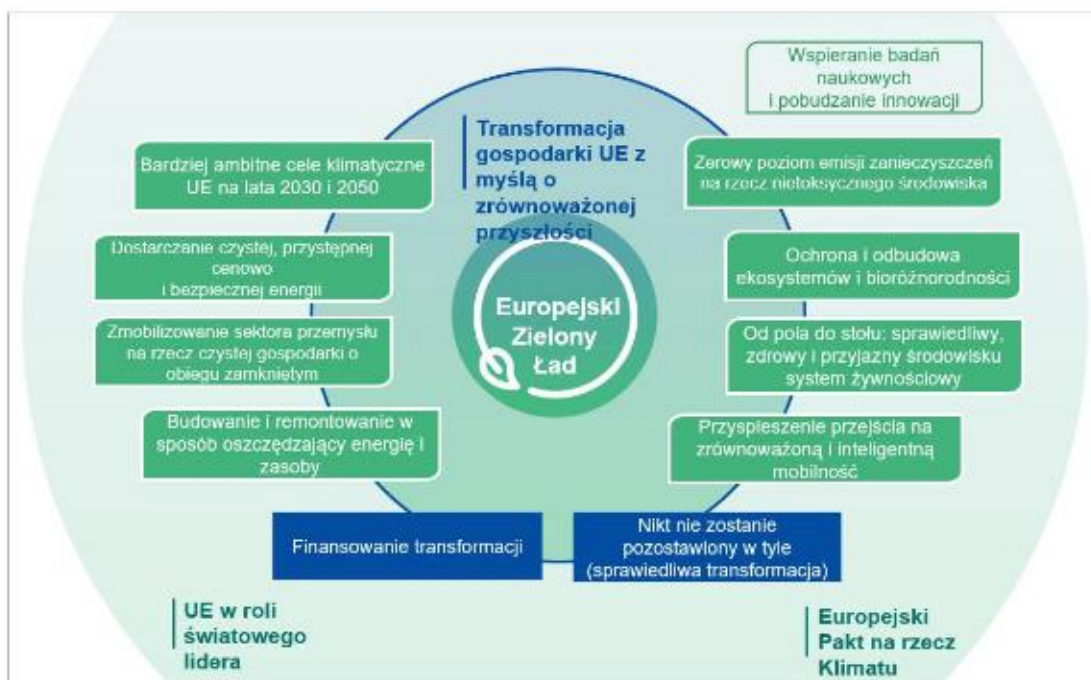 Wspieranie badań
naukowych
i pobudzanie innowacji
Transformacja
gospodarki UE z
myślą o
zrównoważonej
przyszłości
Bardziej ambitne cele klimatyczne
UE na lata 2030 i 2050
Zerowy poziom emisji zanieczyszczeń
na rzecz nietoksycznego środowiska
Dostarczanie czystej, przystępnej
cenowo
i bezpiecznej energii
Ochrona i odbudowa
ekosystemów i bioróżnorodności
Europejski
Zielony
Ład
Zmobilizowanie sektora przemysłu
na rzecz czystej gospodarki o
obiegu zamkniętym
Od pola do stołu: sprawiedliwy,
zdrowy i przyjazny środowisku
system żywnościowy
Budowanie i remontowanie w
sposób oszczędzający energię i
zasoby
Przyspieszenie przejścia na
zrównoważoną i inteligentną
mobilność
Finansowanie transformacji
Nikt nie zostanie
pozostawiony w tyle
(sprawiedliwa transformacja)
UE w roli
światowego
lidera
Europejski
Pakt na rzecz
Klimatu